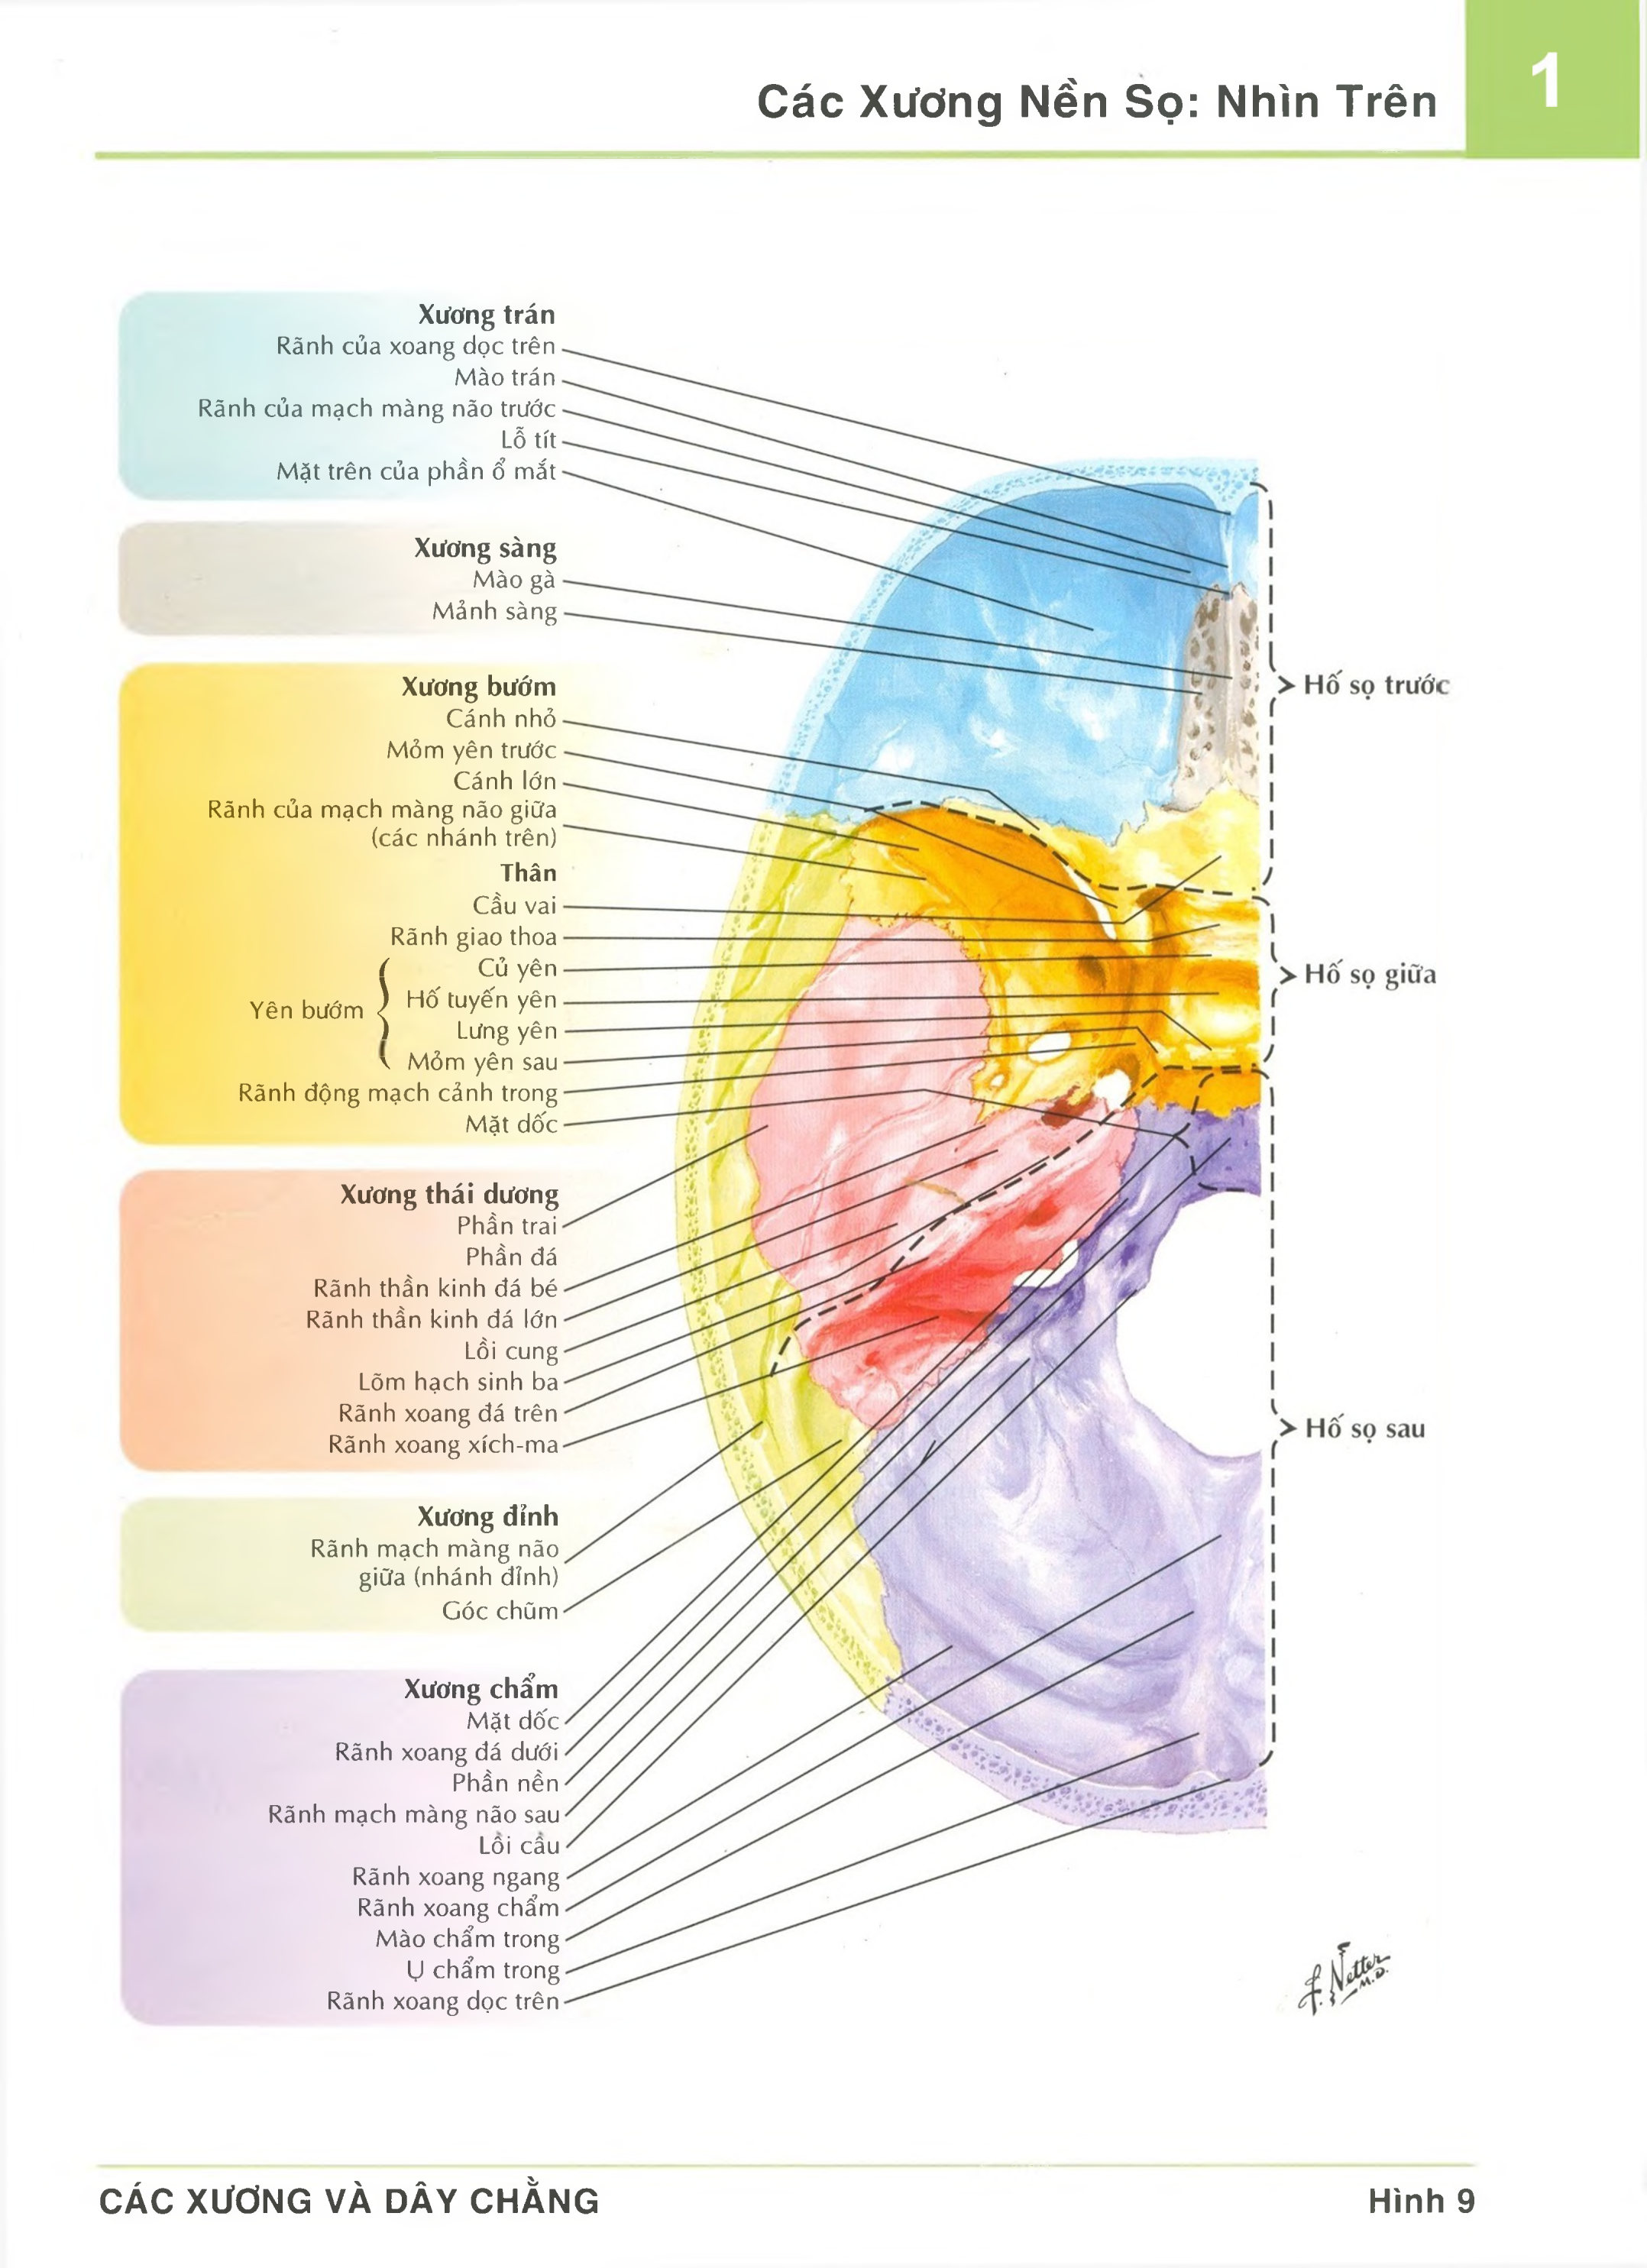 Các Xương Nền Sọ: Nhìn Trên
1
Xương trán
Rãnh của xoang dọc trên
Mào trán
Rãnh của mạch màng não trước
Lỗ tít
Mặt trên của phần ổ mắt
Xương sàng
Mào gà
Mảnh sàng
Xương bướm
Cánh nhỏ
Mỏm yên trước
Cánh lớn
Rãnh của mạch màng não giữa
(các nhánh trên)
Thân
Cầu vai
Rãnh giao thoa
Củ yên
Yên bướm
Hố tuyến yên
Lưng yên
Mỏm yên sau
Rãnh động mạch cảnh trong
Mặt dốc
Xương thái dương
Phần trai
Phần đá
Rãnh thần kinh đá bé
Rãnh thần kinh đá lớn
Lồi cung
Lõm hạch sinh ba
Rãnh xoang đá trên
Rãnh xoang xích-ma
Xương đỉnh
Rãnh mạch màng não
giữa (nhánh đỉnh)
Góc chũm
Xương chẩm
Mặt dốc
Rãnh xoang đá dưới
Phần nền
Rãnh mạch màng não sau
Lồi cầu
Rãnh xoang ngang
Rãnh xoang chẩm
Mào chẩm trong
Ụ chẩm trong
Rãnh xoang dọc trên
Hố sọ trước
Hố sọ giữa
Hố sọ sau
F. Netter
M.D.
CÁC XƯƠNG VÀ DÂY CHẰNG
Hình 9